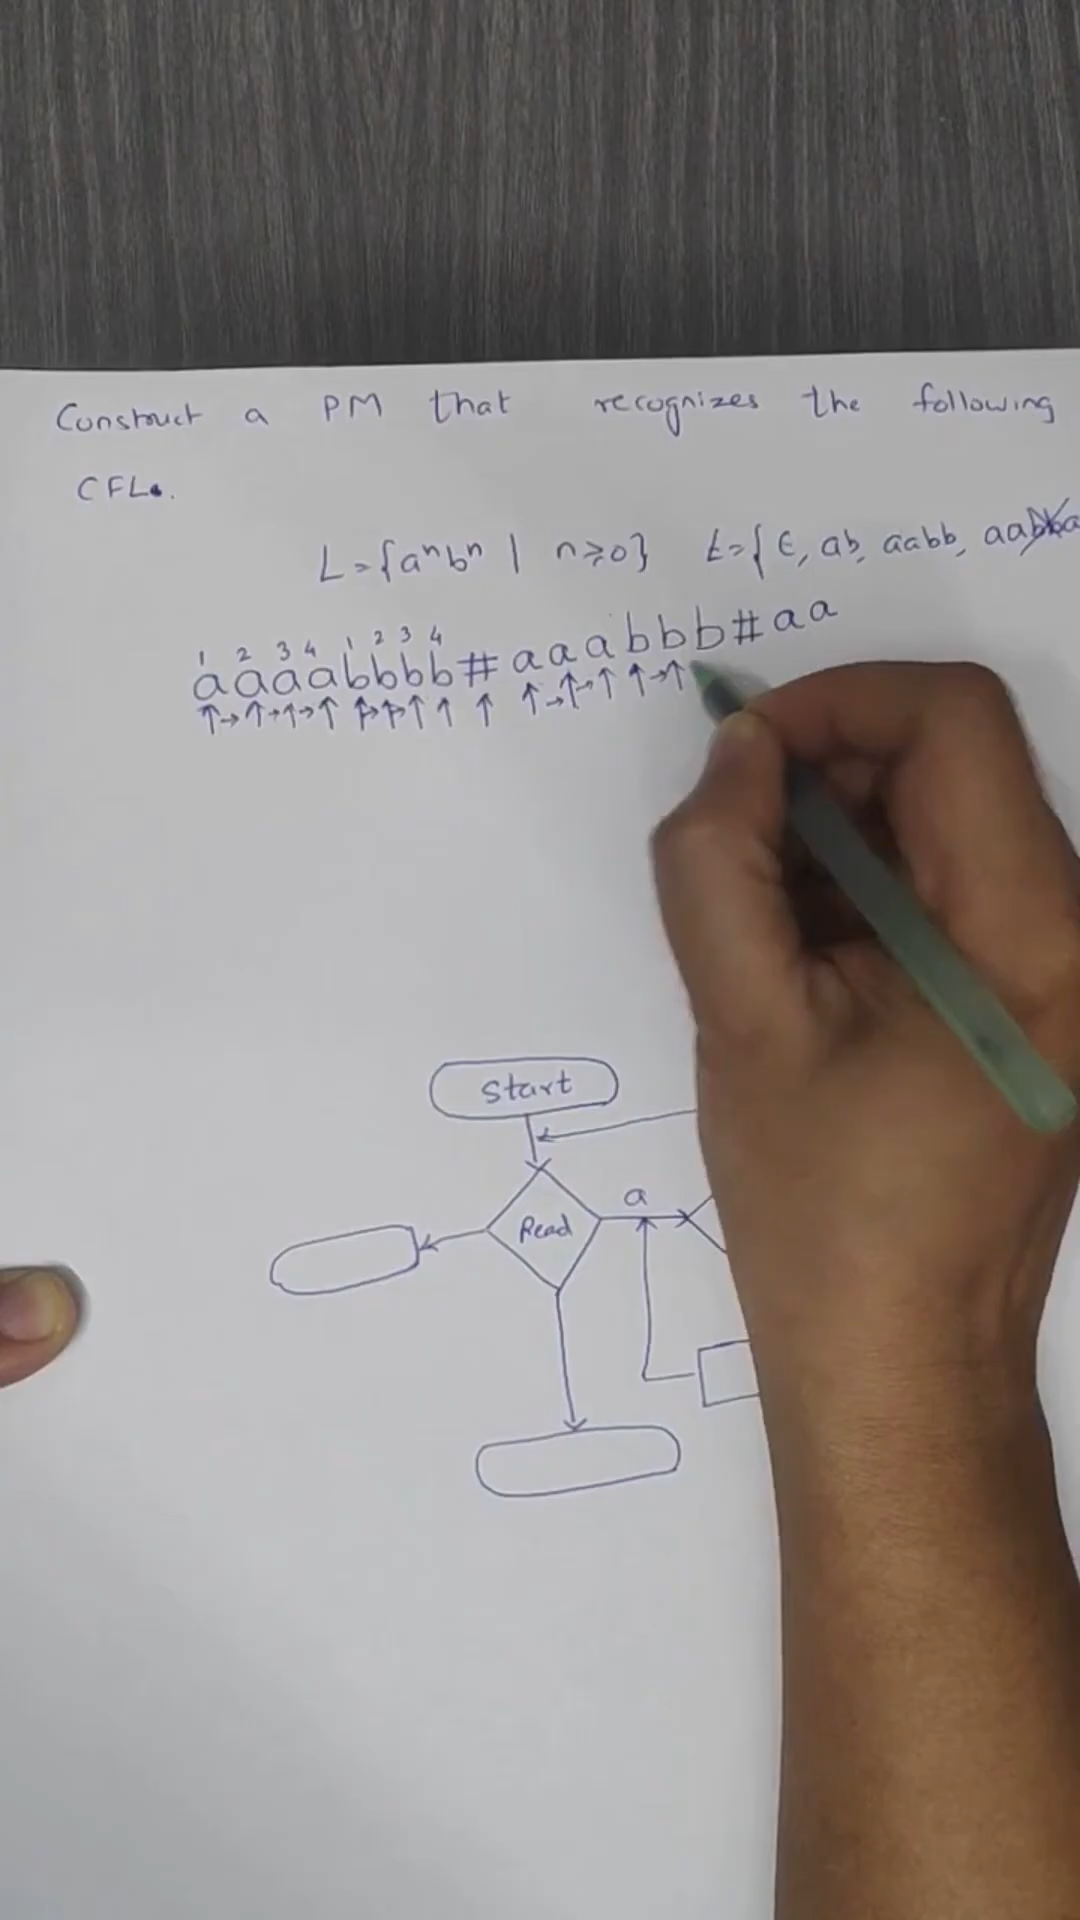 Construct a PM that recognizes the following
CFL.
L = {aⁿbⁿ | n ≥ 0} L = { ϵ, ab, aabb,
1 2 3 4 1 2 3 4
aaaabbbb # aaabbb # aa
↑→↑→↑→↑ ↑→↑→↑ ↑ ↑ ↑→↑→↑ ↑→↑
Start
Read a